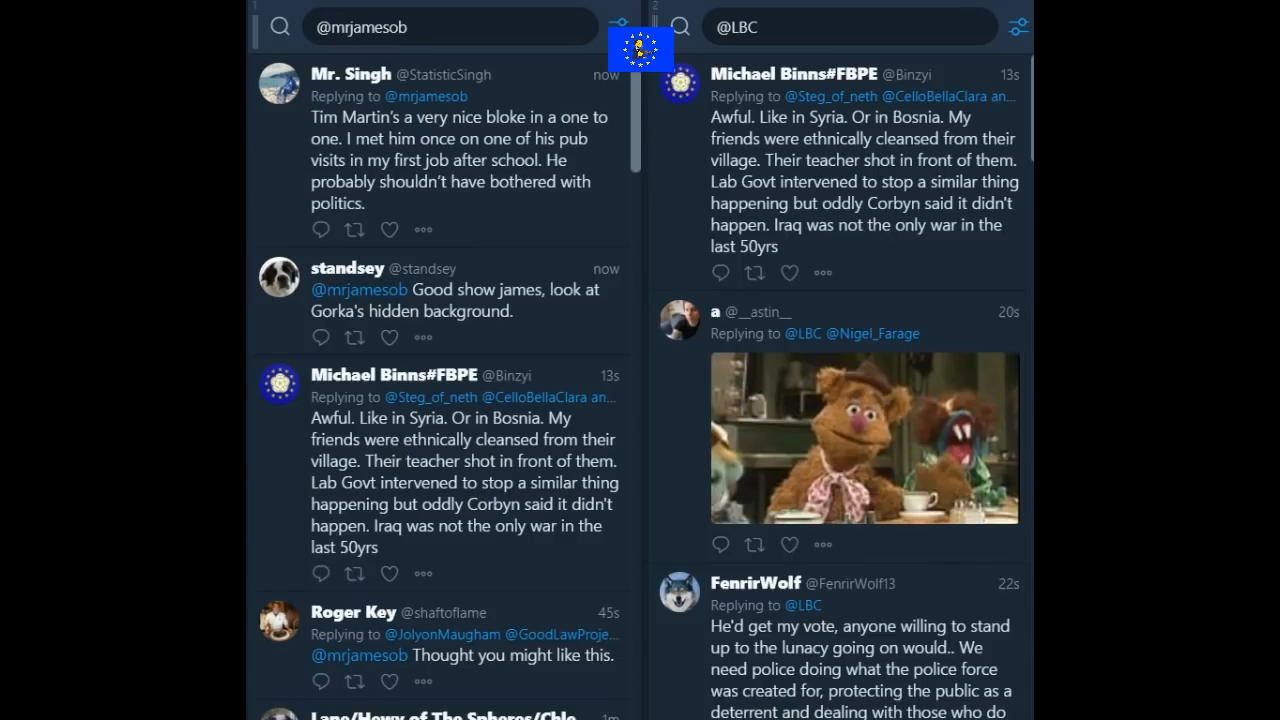 1
@mrjamesob
Mr. Singh @StatisticSingh now
Replying to @mrjamesob
Tim Martin's a very nice bloke in a one to
one. I met him once on one of his pub
visits in my first job after school. He
probably shouldn't have bothered with
politics.
standsey @standsey now
@mrjamesob Good show james, look at
Gorka's hidden background.
Michael Binns#FBPE @Binzyi 13s
Replying to @Steg_of_neth @CelloBellaClara an...
Awful. Like in Syria. Or in Bosnia. My
friends were ethnically cleansed from their
village. Their teacher shot in front of them.
Lab Govt intervened to stop a similar thing
happening but oddly Corbyn said it didn't
happen. Iraq was not the only war in the
last 50yrs
Roger Key @shaftoflame 45s
Replying to @JolyonMaugham @GoodLawProje...
@mrjamesob Thought you might like this.
Lane/Hewy of The Spheres/Chle 1m
2
@LBC
Michael Binns#FBPE @Binzyi 13s
Replying to @Steg_of_neth @CelloBellaClara an...
Awful. Like in Syria. Or in Bosnia. My
friends were ethnically cleansed from their
village. Their teacher shot in front of them.
Lab Govt intervened to stop a similar thing
happening but oddly Corbyn said it didn't
happen. Iraq was not the only war in the
last 50yrs
a @__astin__ 20s
Replying to @LBC @Nigel_Farage
FenrirWolf @FenrirWolf13 22s
Replying to @LBC
He'd get my vote, anyone willing to stand
up to the lunacy going on would.. We
need police doing what the police force
was created for, protecting the public as a
deterrent and dealing with those who do